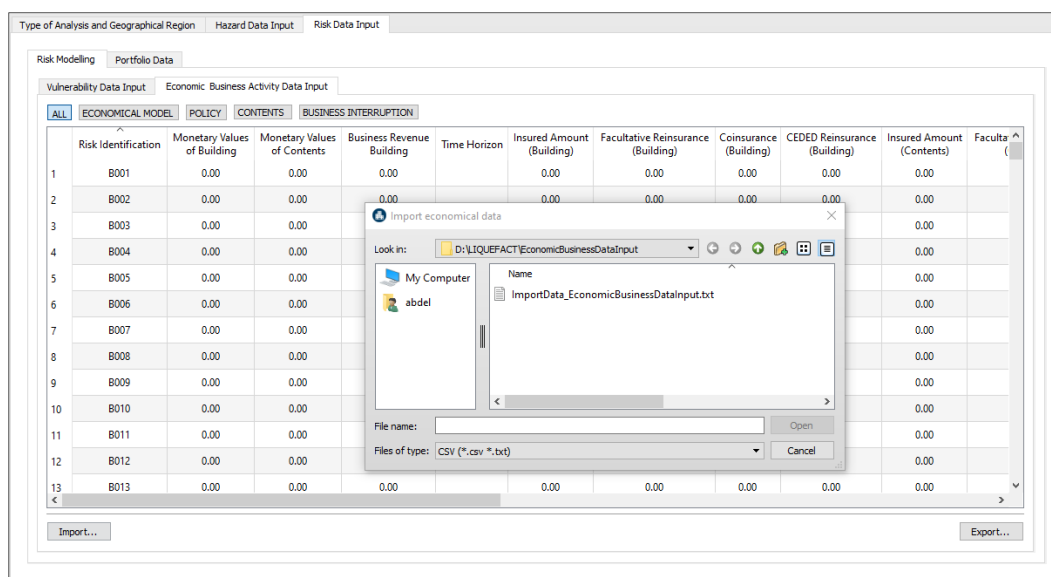 Type of Analysis and Geographical Region Hazard Data Input Risk Data Input
Risk Modelling Portfolio Data
Vulnerability Data Input Economic Business Activity Data Input
ALL ECONOMICAL MODEL POLICY CONTENTS BUSINESS INTERRUPTION
Risk Identification Monetary Values of Building Monetary Values of Contents Business Revenue Building Time Horizon Insured Amount (Building) Facultative Reinsurance (Building) Coinsurance (Building) CEDED Reinsurance (Building) Insured Amount (Contents)
1 B001 0.00 0.00 0.00 0.00 0.00 0.00 0.00 0.00
2 B002 0.00 0.00 0.00 0.00 0.00 0.00 0.00 0.00
3 B003 0.00 0.00 0.00
4 B004 0.00 0.00 0.00
5 B005 0.00 0.00 0.00
6 B006 0.00 0.00 0.00
7 B007 0.00 0.00 0.00
8 B008 0.00 0.00 0.00
9 B009 0.00 0.00 0.00
10 B010 0.00 0.00 0.00
11 B011 0.00 0.00 0.00
12 B012 0.00 0.00 0.00
13 B013 0.00 0.00 0.00 0.00 0.00 0.00 0.00 0.00
Import economical data
Look in: D:\LIQUEFACT\EconomicBusinessDataInput
My Computer
abdel
Name
ImportData_EconomicBusinessDataInput.txt
File name: Open
Files of type: CSV (*.csv *.txt) Cancel
Import... Export...